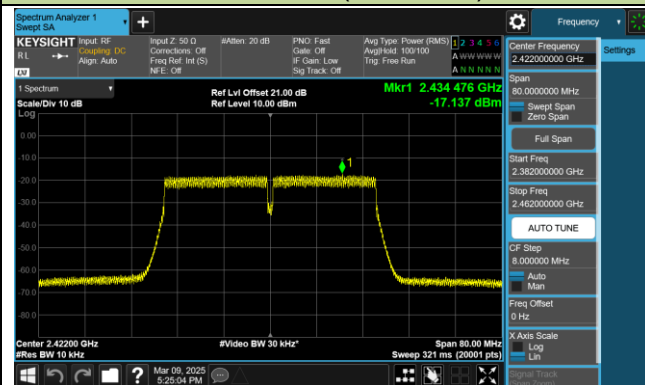 Spectrum Analyzer 1
Swept SA
Frequency
KEYSIGHT
RL
LXI
Input: RF
Coupling: DC
Align: Auto
Input Z: 50 Ω
Corrections: Off
Freq Ref: Int (S)
NFE: Off
#Atten: 20 dB
PNO: Fast
Gate: Off
IF Gain: Low
Sig Track: Off
Avg Type: Power (RMS)
Avg|Hold: 100/100
Trig: Free Run
1 2 3 4 5 6
A W W W W W
A N N N N N
Center Frequency
2.422000000 GHz
Settings
Span
80.0000000 MHz
Swept Span
Zero Span
Full Span
Start Freq
2.382000000 GHz
Stop Freq
2.462000000 GHz
AUTO TUNE
CF Step
8.000000 MHz
Auto
Man
Freq Offset
0 Hz
X Axis Scale
Log
Lin
Signal Track
(Span Zoom)
1 Spectrum
Scale/Div 10 dB
Log
Ref Lvl Offset 21.00 dB
Ref Level 10.00 dBm
Mkr1 2.434 476 GHz
-17.137 dBm
1
0.00
-10.0
-20.0
-30.0
-40.0
-50.0
-60.0
-70.0
-80.0
Center 2.42200 GHz
#Res BW 10 kHz
#Video BW 30 kHz*
Span 80.00 MHz
Sweep 321 ms (20001 pts)
Mar 09, 2025
5:25:04 PM